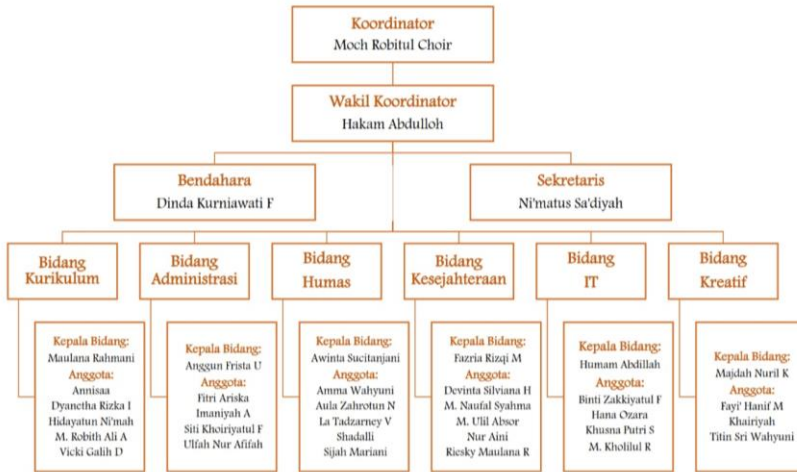 Koordinator
Moch Robitul Choir
Wakil Koordinator
Hakam Abdulloh
Bendahara
Dinda Kurniawati F
Sekretaris
Ni'matus Sa'diyah
Bidang
Kurikulum
Bidang
Administrasi
Bidang
Humas
Bidang
Kesejahteraan
Bidang
IT
Bidang
Kreatif
Kepala Bidang:
Maulana Rahmani
Anggota:
Annisaa
Dyanetha Rizka I
Hidayatun Ni'mah
M. Robith Ali A
Vicki Galih D
Kepala Bidang:
Anggun Frista U
Anggota:
Fitri Ariska
Imaniyah A
Siti Khoiriyatul F
Ulfah Nur Afifah
Kepala Bidang:
Awinta Sucitanjani
Anggota:
Amma Wahyuni
Aula Zahrotun N
La Tadzarney V
Shadalli
Sijah Mariani
Kepala Bidang:
Fazria Rizqi M
Anggota:
Devinta Silviana H
M. Naufal Syahma
M. Ulil Absor
Nur Aini
Riesky Maulana R
Kepala Bidang:
Humam Abdillah
Anggota:
Binti Zakkiyatul F
Hana Ozara
Khusna Putri S
M. Kholilul R
Kepala Bidang:
Majdah Nuril K
Anggota:
Fayi' Hanif M
Khairiyah
Titin Sri Wahyuni